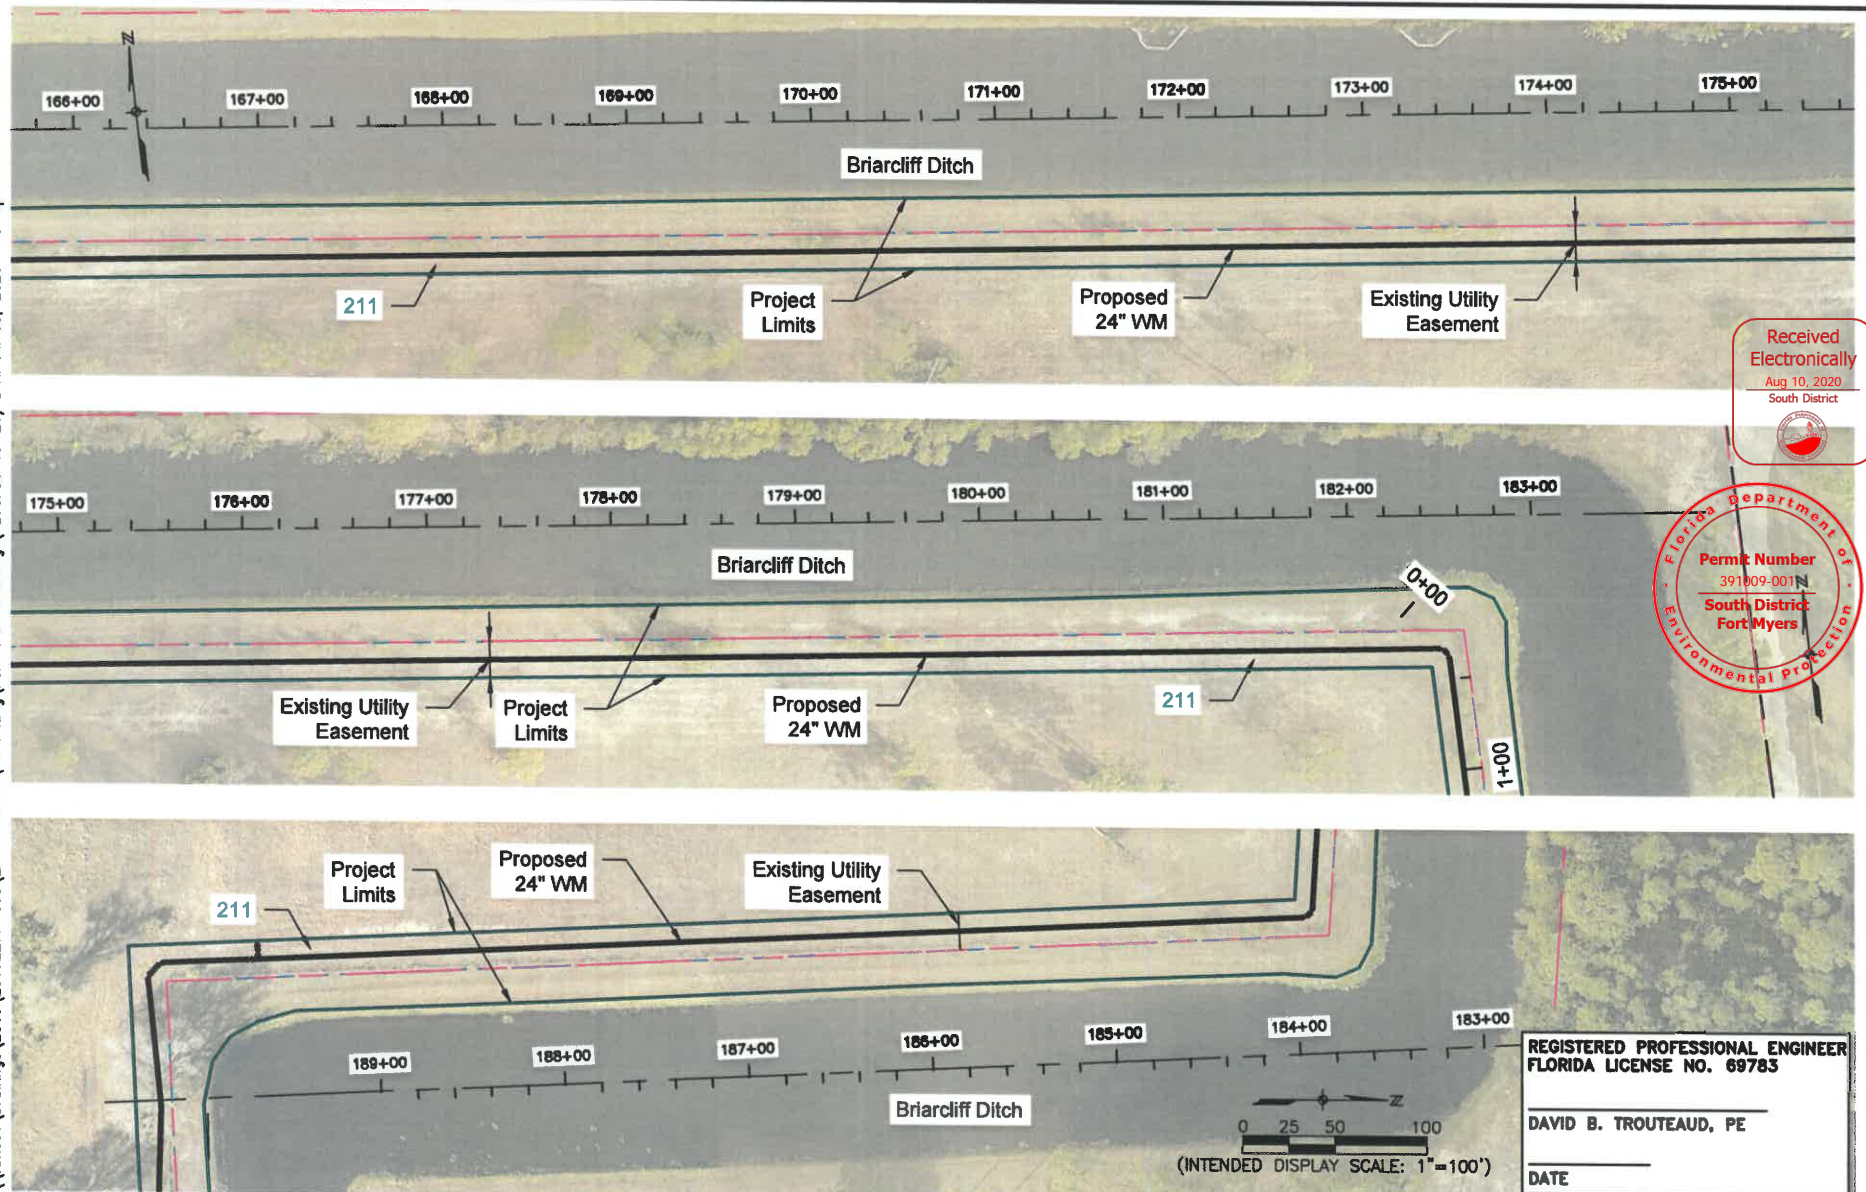 N
166+00
167+00
168+00
169+00
170+00
171+00
172+00
173+00
174+00
175+00
Briarcliff Ditch
211
Project
Limits
Proposed
24" WM
Existing Utility
Easement
Received
Electronically
Aug 10, 2020
South District
175+00
176+00
177+00
178+00
179+00
180+00
181+00
182+00
183+00
Briarcliff Ditch
0+00
Florida Department of
Environmental Protection
Permit Number
391009-001
N
South District
Fort Myers
Existing Utility
Easement
Project
Limits
Proposed
24" WM
211
1+00
Project
Limits
Proposed
24" WM
Existing Utility
Easement
211
189+00
188+00
187+00
186+00
185+00
184+00
183+00
Briarcliff Ditch
N
0 25 50 100
(INTENDED DISPLAY SCALE: 1"=100')
REGISTERED PROFESSIONAL ENGINEER
FLORIDA LICENSE NO. 69783
DAVID B. TROUTEAUD, PE
DATE